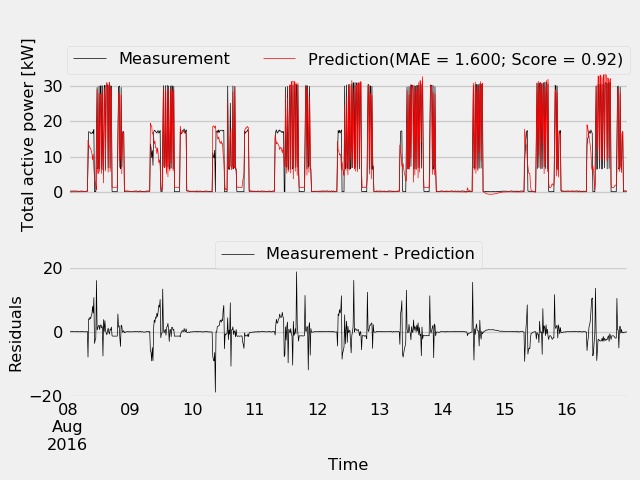 Measurement
Prediction(MAE = 1.600; Score = 0.92)
Total active power [kW]
30
20
10
0
Measurement - Prediction
Residuals
20
0
−20
08 09 10 11 12 13 14 15 16
Aug
2016
Time